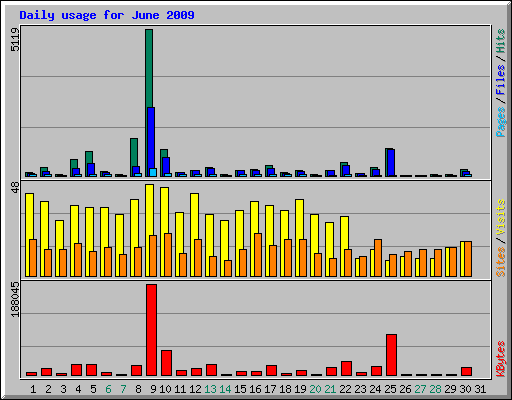 Daily usage for June 2009
5119
Pages / Files / Hits
48
Sites / Visits
188045
KBytes
1 2 3 4 5 6 7 8 9 10 11 12 13 14 15 16 17 18 19 20 21 22 23 24 25 26 27 28 29 30 31